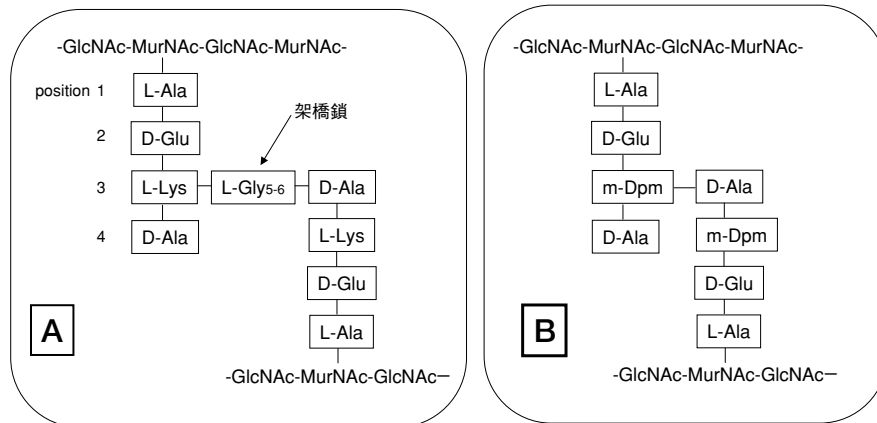 -GlcNAc-MurNAc-GlcNAc-MurNAc-
position 1
L-Ala
架橋鎖
2
D-Glu
3
L-Lys
L-Gly5-6
D-Ala
4
D-Ala
L-Lys
D-Glu
L-Ala
A
-GlcNAc-MurNAc-GlcNAc-
-GlcNAc-MurNAc-GlcNAc-MurNAc-
L-Ala
D-Glu
m-Dpm
D-Ala
D-Ala
m-Dpm
D-Glu
L-Ala
B
-GlcNAc-MurNAc-GlcNAc-